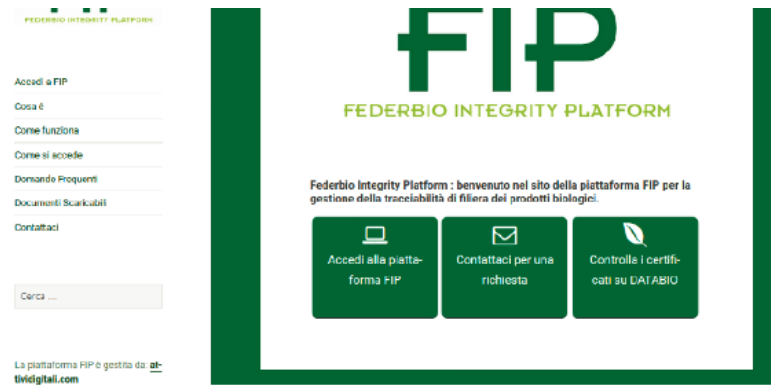 FEDERBIO INTEGRITY PLATFORM
Accedi a FIP
Cosa è
Come funziona
Come si accede
Domande Frequenti
Documenti Scaricabili
Contattaci
Cerca ...
La piattaforma FIP è gestita da: at-
tivicigitali.com
FIP
FEDERBIO INTEGRITY PLATFORM
Federbio Integrity Platform : benvenuto nel sito della piattaforma FIP per la
gestione della tracciabilità di filiera dei prodotti biologici.
Accedi alla piatta-
forma FIP
Contattaci per una
richiesta
Controlla i certifi-
cati su DATABIO